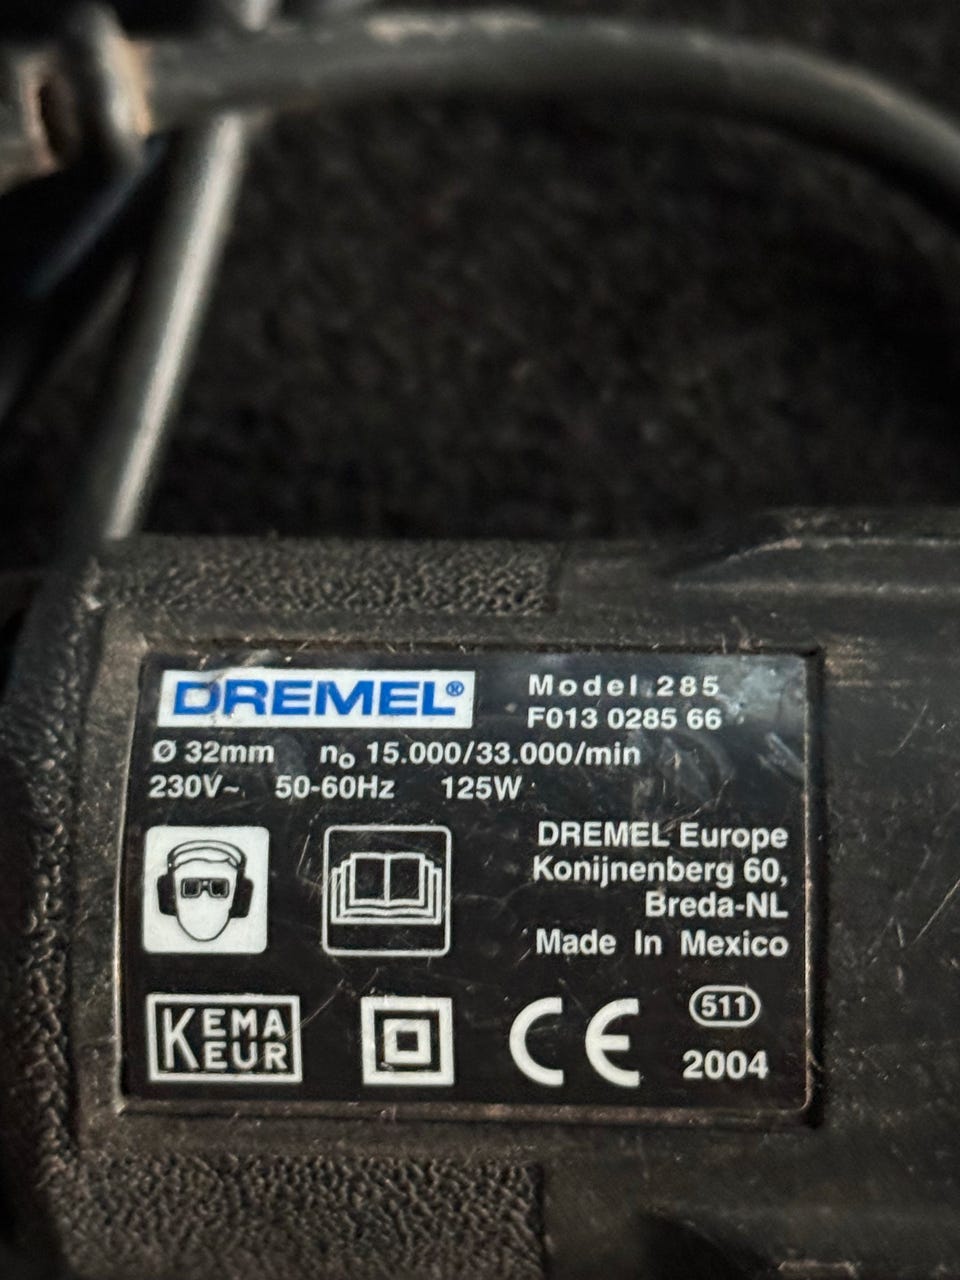 DREMEL®
Model 285
F013 0285 66
Ø 32mm n₀ 15.000/33.000/min
230V~ 50-60Hz 125W
DREMEL Europe
Konijnenberg 60,
Breda-NL
Made In Mexico
KEMA
KEUR
CE
511
2004